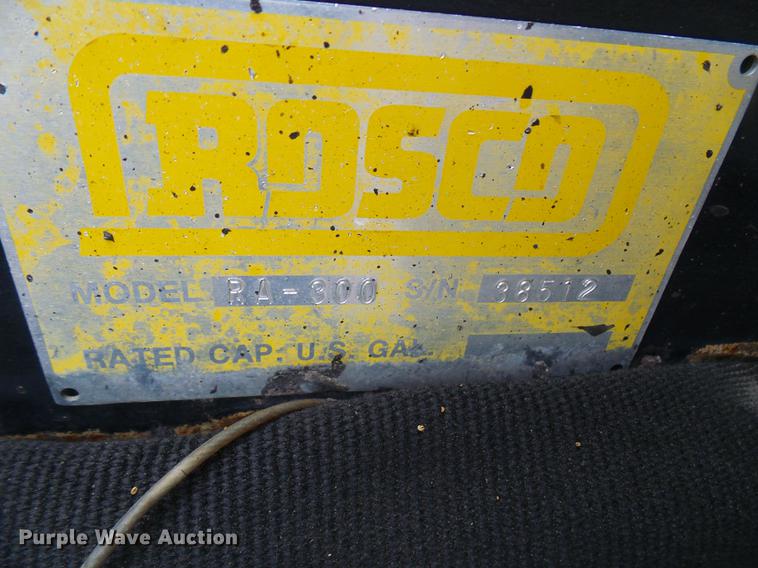 ROSCO
MODEL RA-300 S/N 38512
RATED CAP: U.S. GAL.
Purple Wave Auction